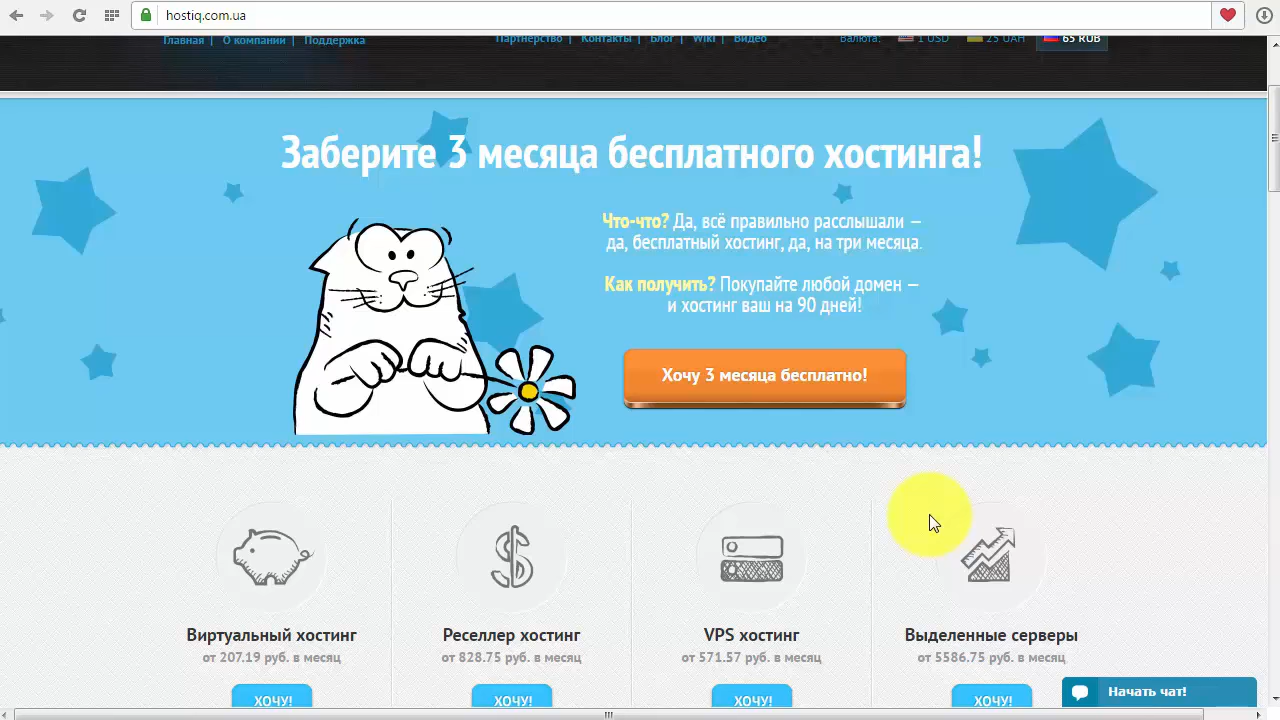 hostiq.com.ua
Главная | О компании | Поддержка
Партнерство | Контакты | Блог | Wiki | Видео
Валюта: 1 USD 25 UAH 65 RUB
Заберите 3 месяца бесплатного хостинга!
Что-что? Да, всё правильно расслышали —
да, бесплатный хостинг, да, на три месяца.
Как получить? Покупайте любой домен —
и хостинг ваш на 90 дней!
Хочу 3 месяца бесплатно!
Виртуальный хостинг
от 207.19 руб. в месяц
ХОЧУ!
Реселлер хостинг
от 828.75 руб. в месяц
ХОЧУ!
VPS хостинг
от 571.57 руб. в месяц
ХОЧУ!
Выделенные серверы
от 5586.75 руб. в месяц
ХОЧУ!
Начать чат!